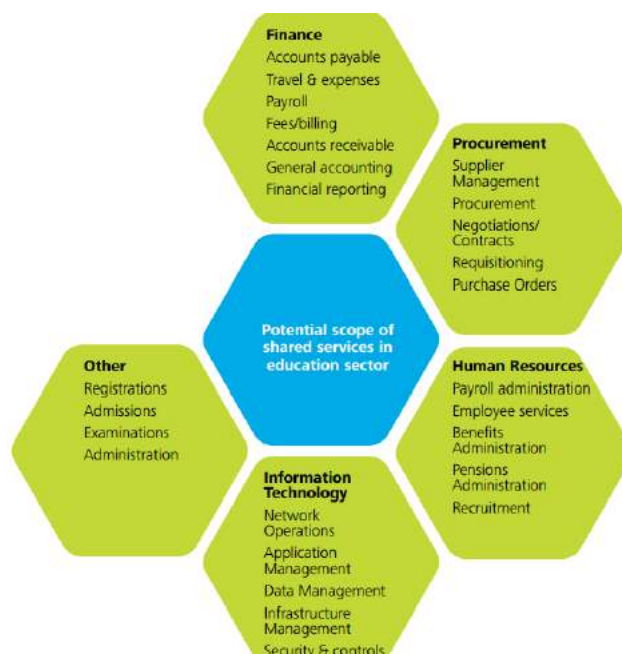 Finance
Accounts payable
Travel & expenses
Payroll
Fees/billing
Accounts receivable
General accounting
Financial reporting
Procurement
Supplier
Management
Procurement
Negotiations/
Contracts
Requisitioning
Purchase Orders
Potential scope of
shared services in
education sector
Other
Registrations
Admissions
Examinations
Administration
Human Resources
Payroll administration
Employee services
Benefits
Administration
Pensions
Administration
Recruitment
Information
Technology
Network
Operations
Application
Management
Data Management
Infrastructure
Management
Security & controls